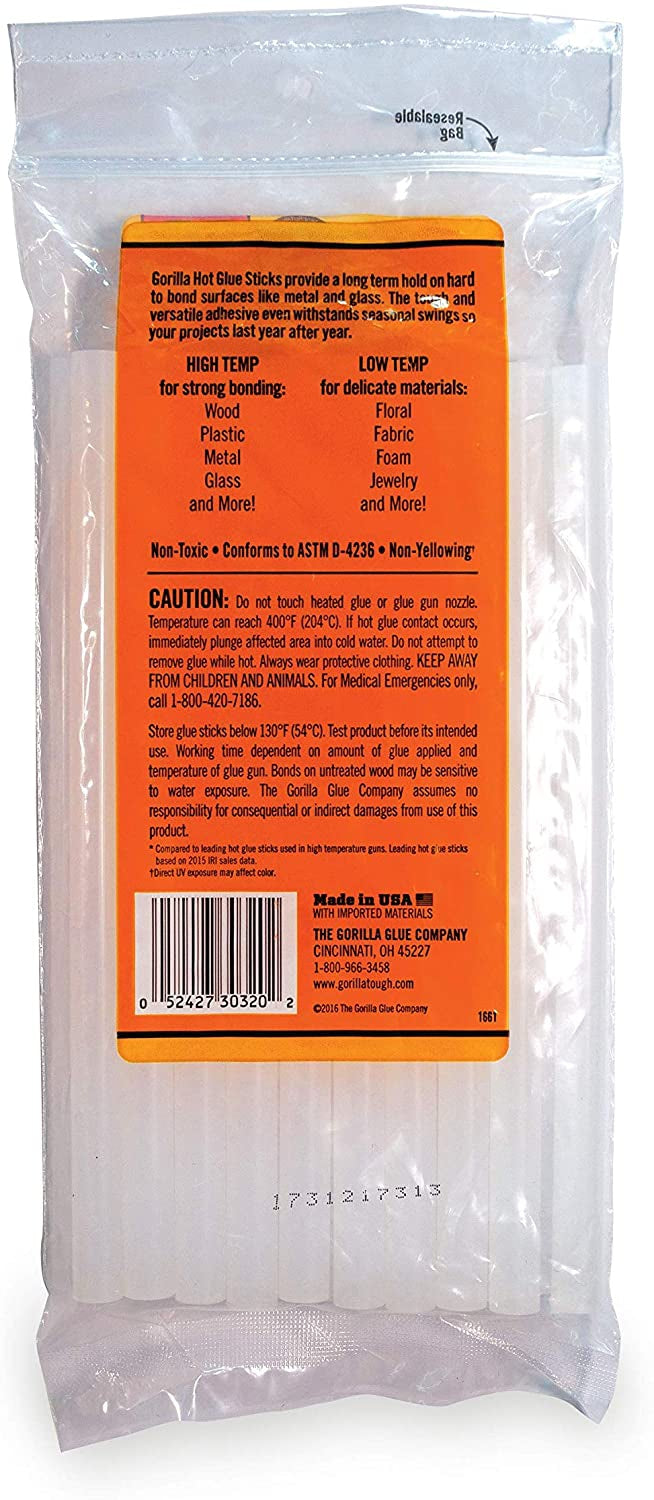 Resealable
Bag
Gorilla Hot Glue Sticks provide a long term hold on hard
to bond surfaces like metal and glass. The tough and
versatile adhesive even withstands seasonal swings so
your projects last year after year.
HIGH TEMP
for strong bonding:
Wood
Plastic
Metal
Glass
and More!
LOW TEMP
for delicate materials:
Floral
Fabric
Foam
Jewelry
and More!
Non-Toxic • Conforms to ASTM D-4236 • Non-Yellowing†
CAUTION: Do not touch heated glue or glue gun nozzle.
Temperature can reach 400°F (204°C). If hot glue contact occurs,
immediately plunge affected area into cold water. Do not attempt to
remove glue while hot. Always wear protective clothing. KEEP AWAY
FROM CHILDREN AND ANIMALS. For Medical Emergencies only,
call 1-800-420-7186.
Store glue sticks below 130°F (54°C). Test product before its intended
use. Working time dependent on amount of glue applied and
temperature of glue gun. Bonds on untreated wood may be sensitive
to water exposure. The Gorilla Glue Company assumes no
responsibility for consequential or indirect damages from use of this
product.
* Compared to leading hot glue sticks used in high temperature guns. Leading hot glue sticks
based on 2015 IRI sales data.
†Direct UV exposure may affect color.
0 52427 30320 2
Made in USA
WITH IMPORTED MATERIALS
THE GORILLA GLUE COMPANY
CINCINNATI, OH 45227
1-800-966-3458
www.gorillatough.com
©2016 The Gorilla Glue Company
1661
1731217313